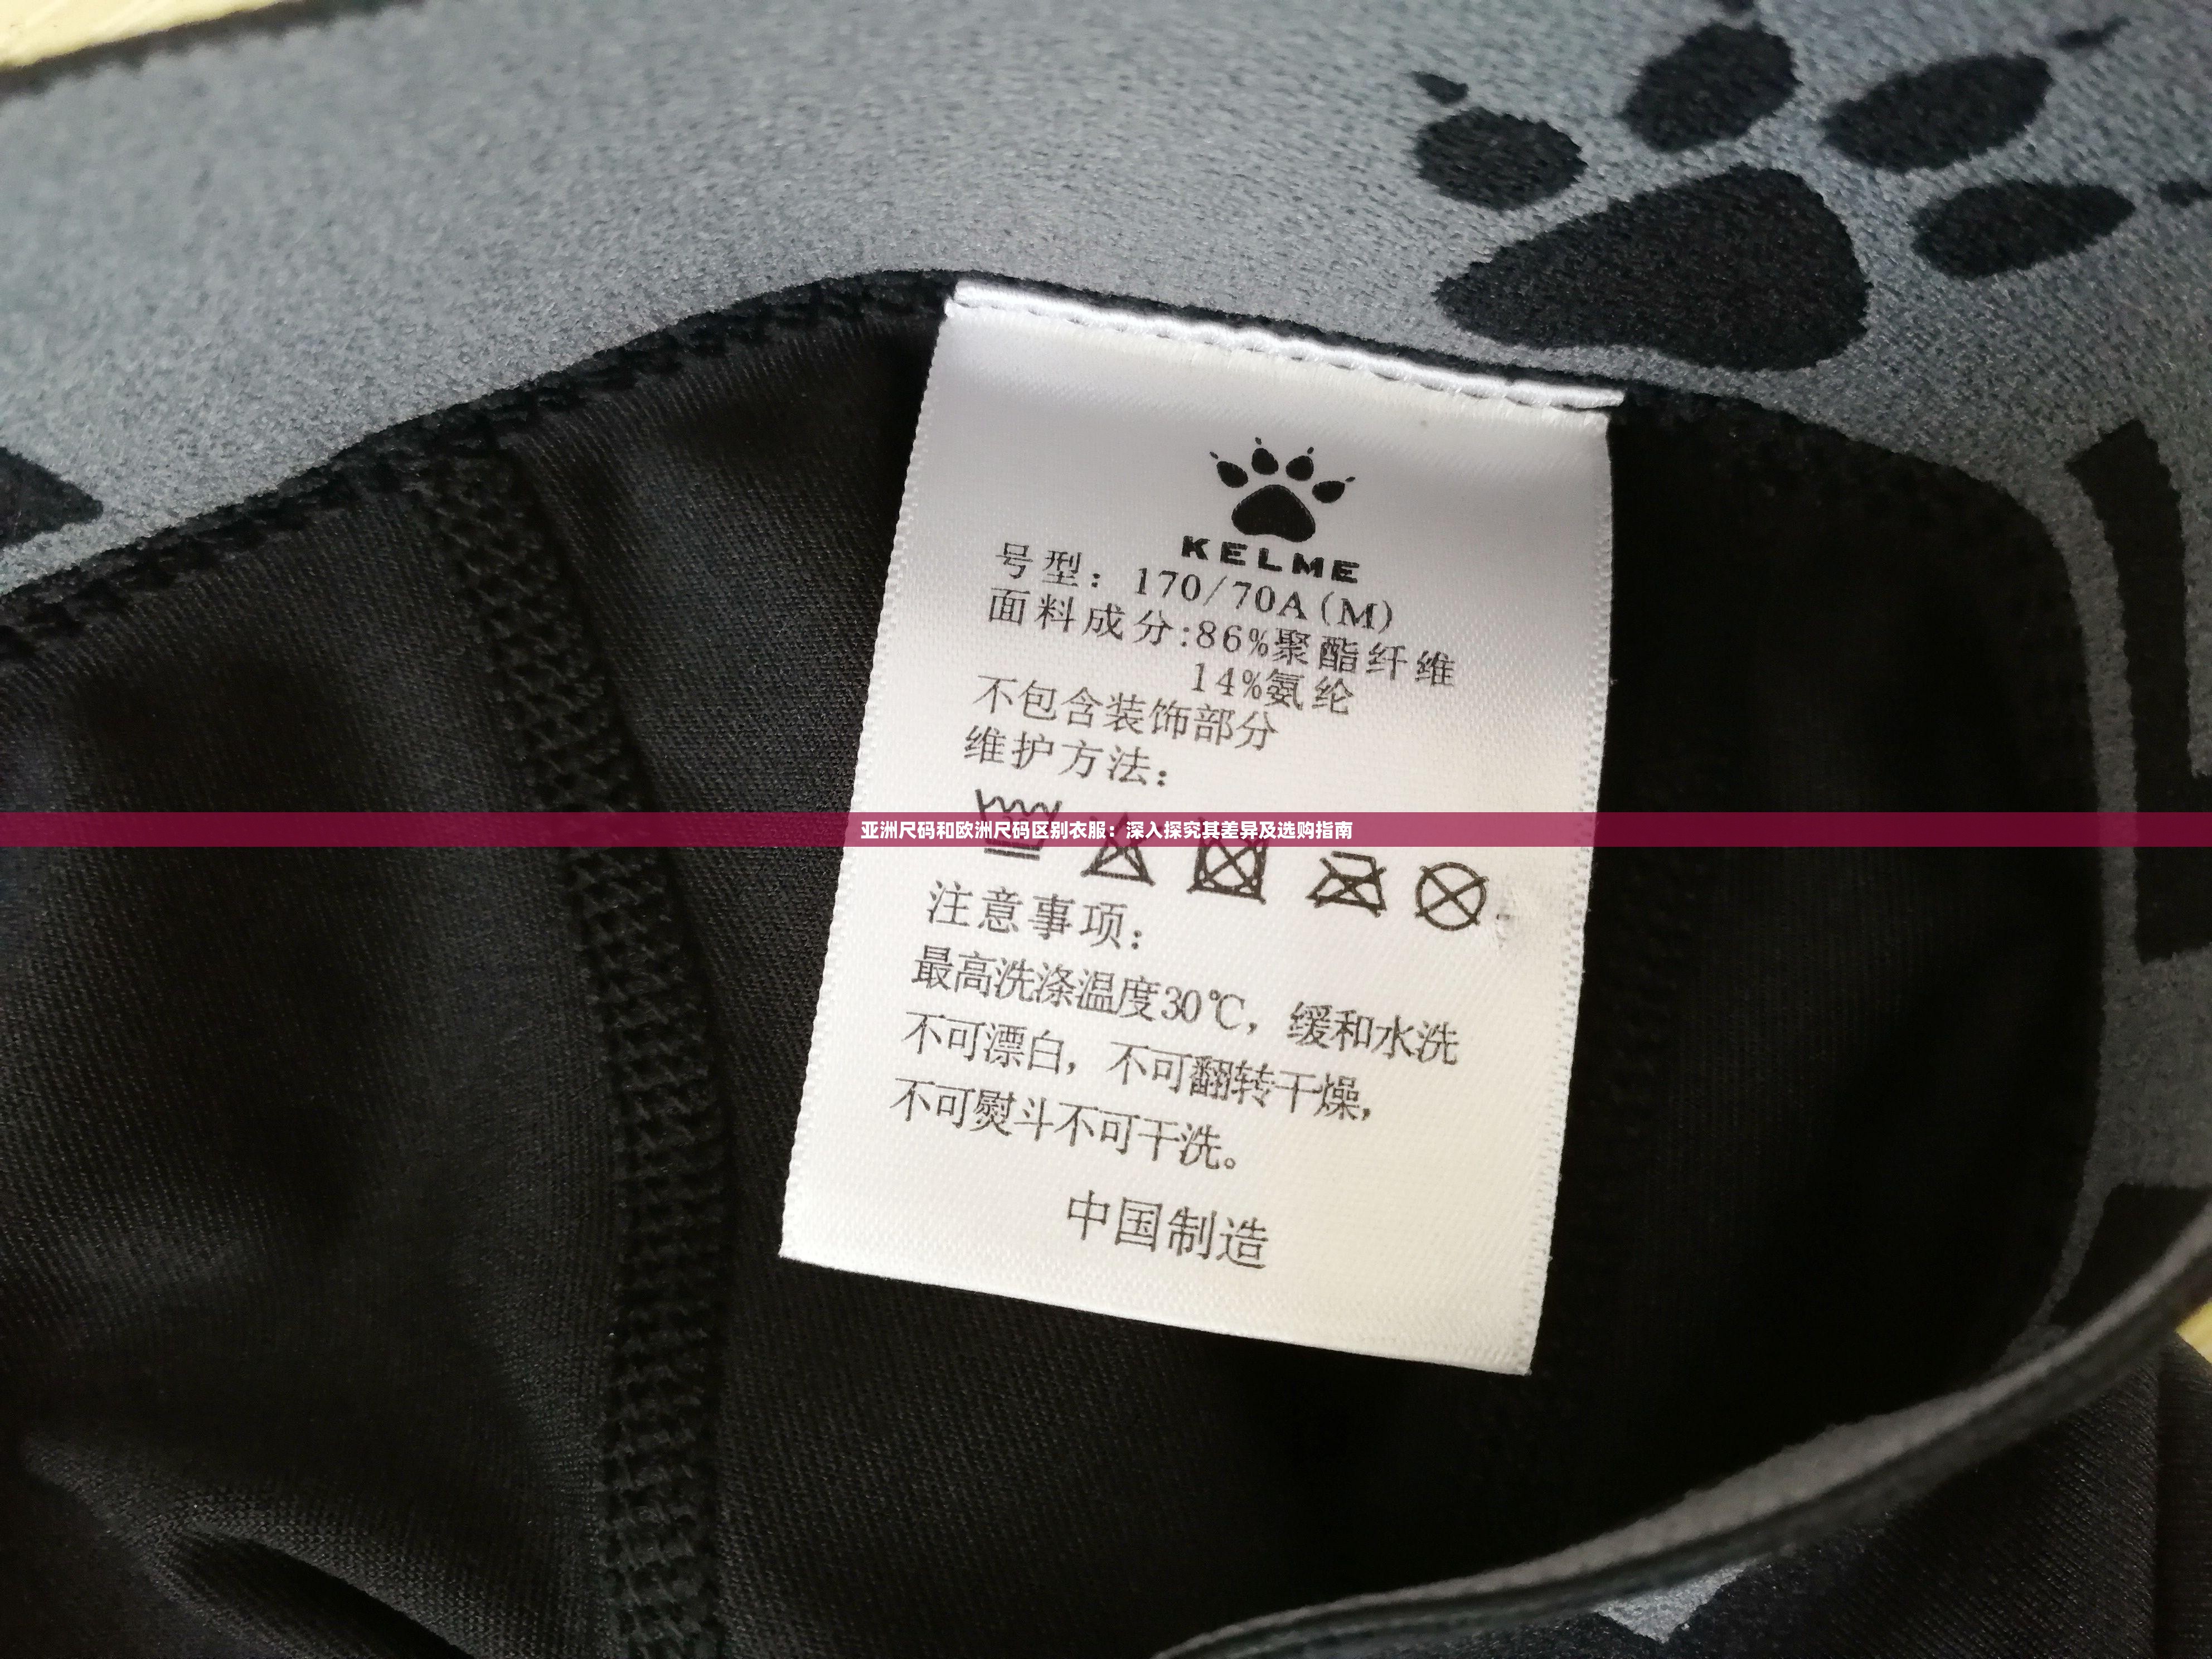 KELME
号型：170/70A(M)
面料成分:86%聚酯纤维
14%氨纶
不包含装饰部分
维护方法：
亚洲尺码和欧洲尺码区别衣服：深入探究其差异及选购指南
注意事项：
最高洗涤温度30℃，缓和水洗
不可漂白，不可翻转干燥，
不可熨斗不可干洗。
中国制造